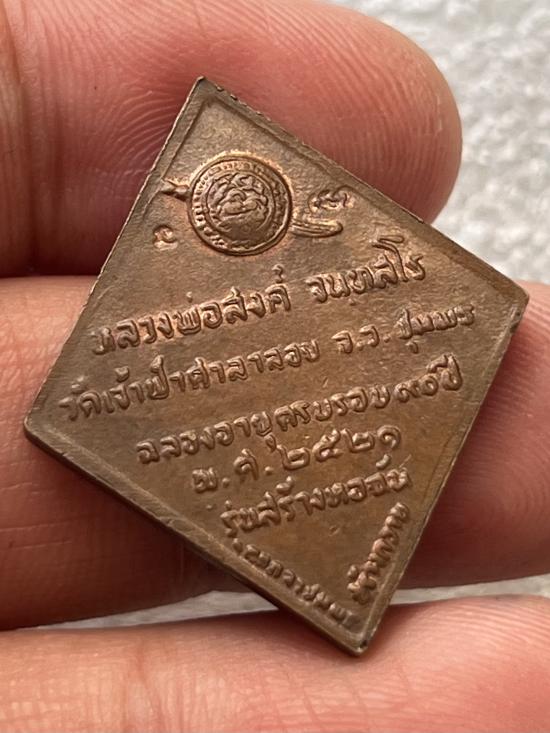 หลวงพ่อสงค์ จนฺทสโร
วัดเจ้าฟ้าศาลาลอย จ.ว. ชุมพร
ฉลองอายุครบรอบ ๙๐ ปี
พ.ศ. ๒๕๒๑
รุ่นสร้างหอฉัน